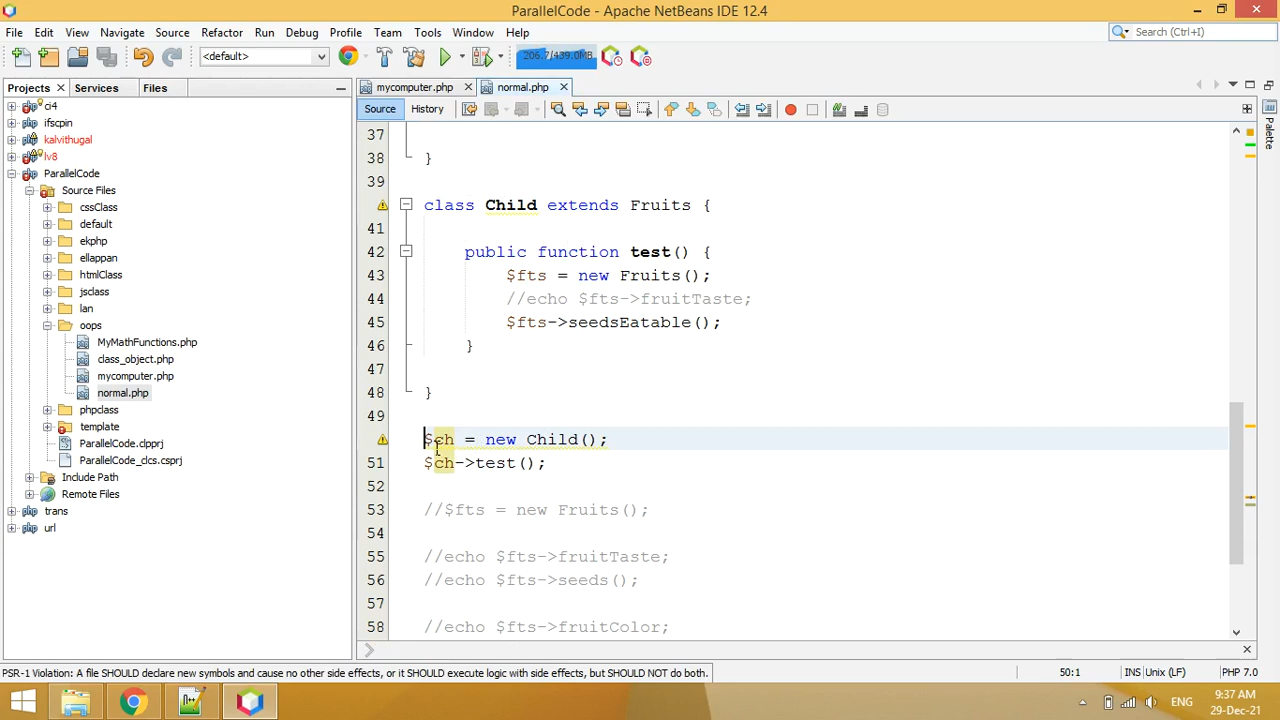 ParallelCode - Apache NetBeans IDE 12.4
File Edit View Navigate Source Refactor Run Debug Profile Team Tools Window Help
Search (Ctrl+I)
<default>
206.7/439.0MB
Projects Services Files
mycomputer.php normal.php
Source History
Palette
ci4
ifscpin
kalvithugal
lv8
ParallelCode
Source Files
cssClass
default
ekphp
ellappan
htmlClass
jsclass
lan
oops
MyMathFunctions.php
class_object.php
mycomputer.php
normal.php
phpclass
template
ParallelCode.clpprj
ParallelCode_clcs.csprj
Include Path
Remote Files
trans
url
37
38 }
39
class Child extends Fruits {
41
42 public function test() {
43 $fts = new Fruits();
44 //echo $fts->fruitTaste;
45 $fts->seedsEatable();
46 }
47
48 }
49
$ch = new Child();
51 $ch->test();
52
53 //$fts = new Fruits();
54
55 //echo $fts->fruitTaste;
56 //echo $fts->seeds();
57
58 //echo $fts->fruitColor;
PSR-1 Violation: A file SHOULD declare new symbols and cause no other side effects, or it SHOULD execute logic with side effects, but SHOULD NOT do both.
50:1 INS Unix (LF) PHP 7.0
ENG
9:37 AM
29-Dec-21